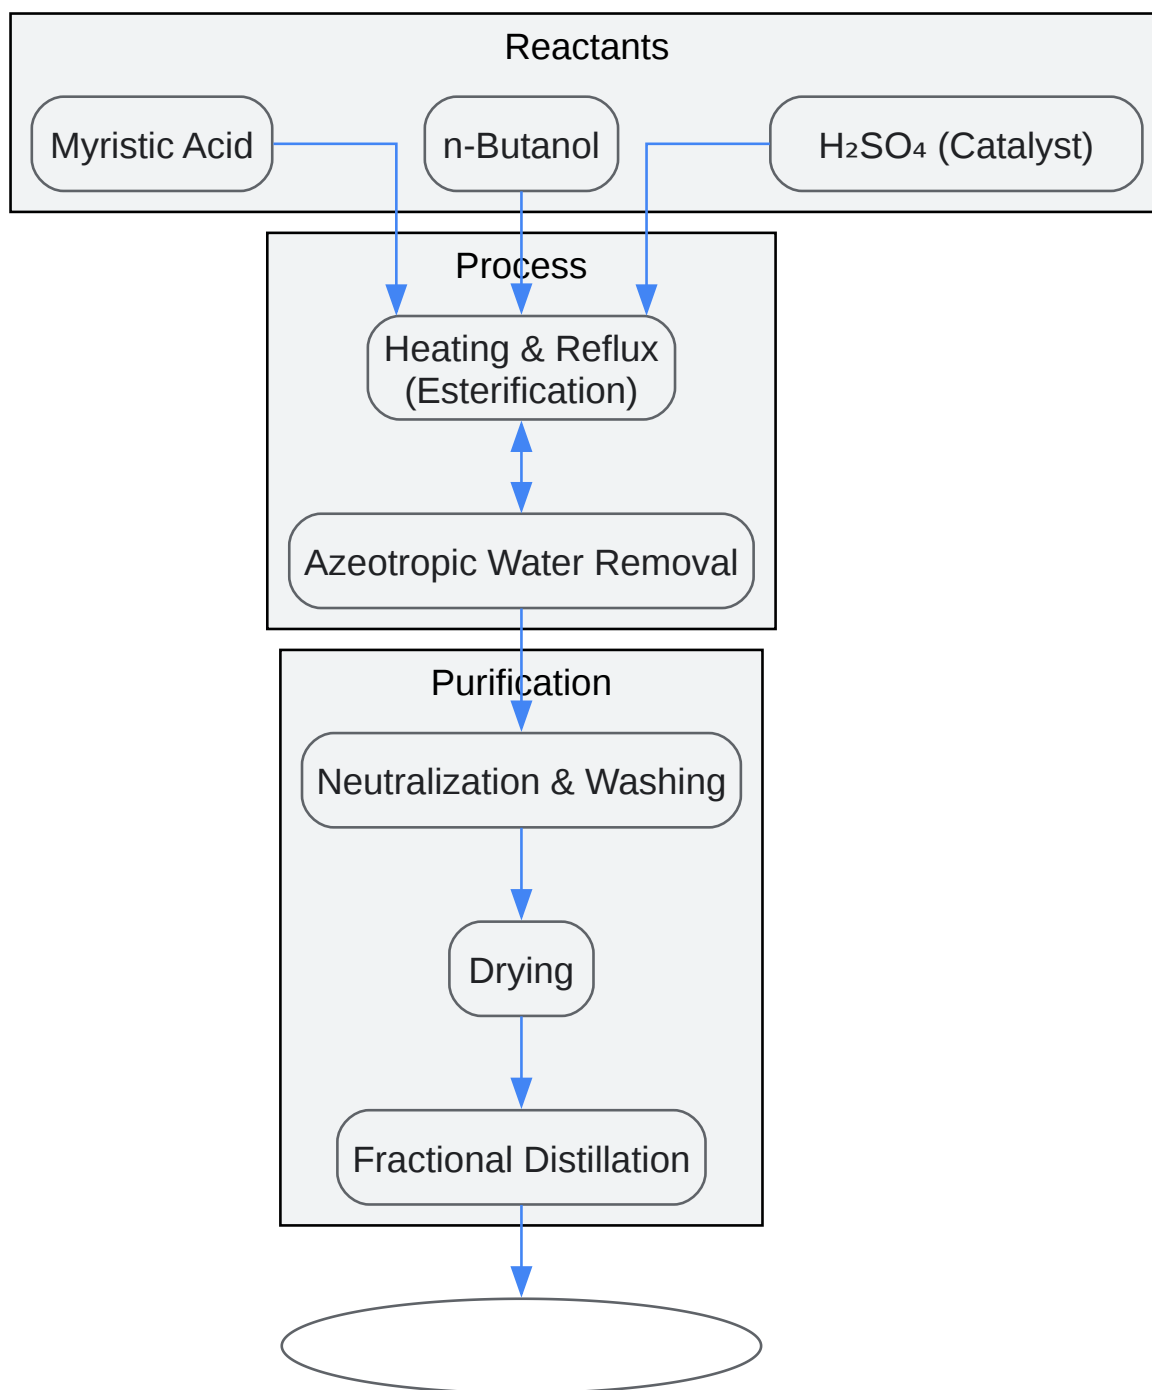 Reactants
Myristic Acid
n-Butanol
H₂SO₄ (Catalyst)
Process
Heating & Reflux
(Esterification)
Azeotropic Water Removal
Purification
Neutralization & Washing
Drying
Fractional Distillation